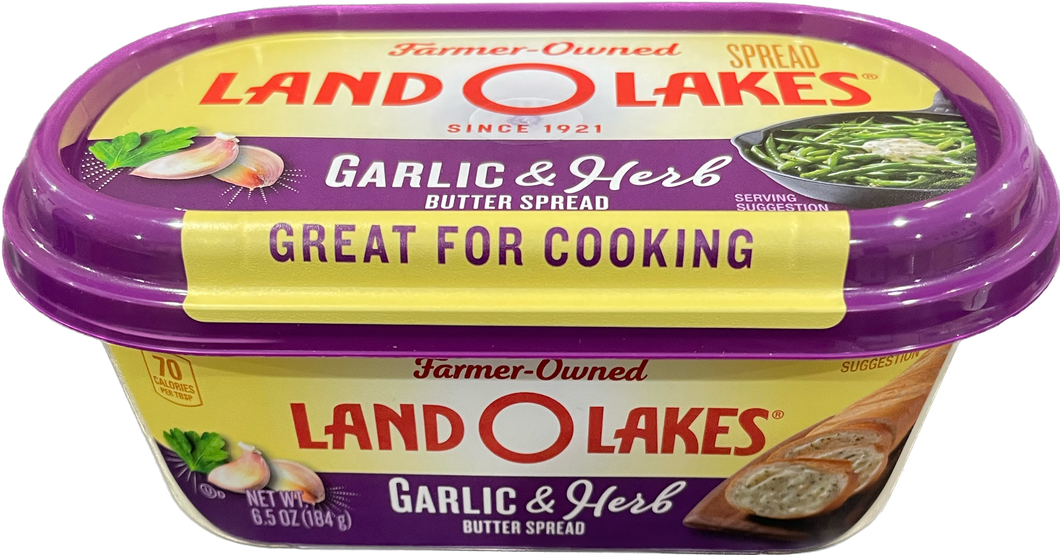 Farmer-Owned
SPREAD
LAND O LAKES®
SINCE 1921
GARLIC & Herb
BUTTER SPREAD
SERVING
SUGGESTION
GREAT FOR COOKING
70
CALORIES
PER TBSP
Farmer-Owned
SUGGESTION
LAND O LAKES®
GARLIC & Herb
BUTTER SPREAD
NET WT.
6.5 OZ (184 g)